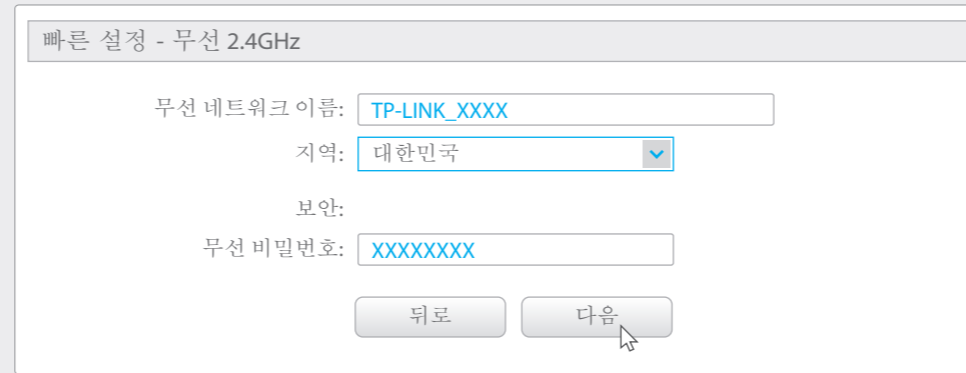 빠른 설정 - 무선 2.4GHz
무선 네트워크 이름: TP-LINK_XXXX
지역: 대한민국
보안:
무선 비밀번호: XXXXXXXX
뒤로 다음